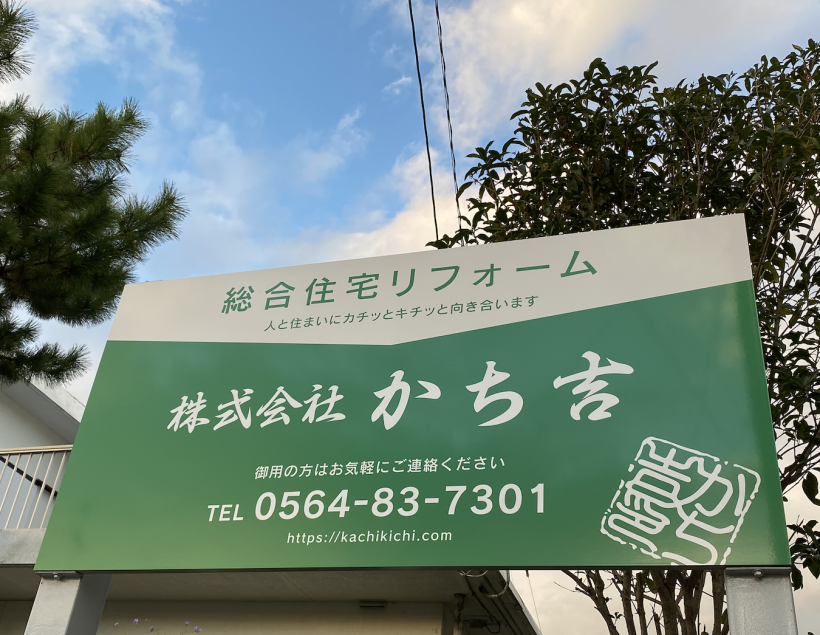 総合住宅リフォーム
人と住まいにカチッとキチッと向き合います
株式会社 かち吉
御用の方はお気軽にご連絡ください
TEL 0564-83-7301
https://kachikichi.com
かち吉